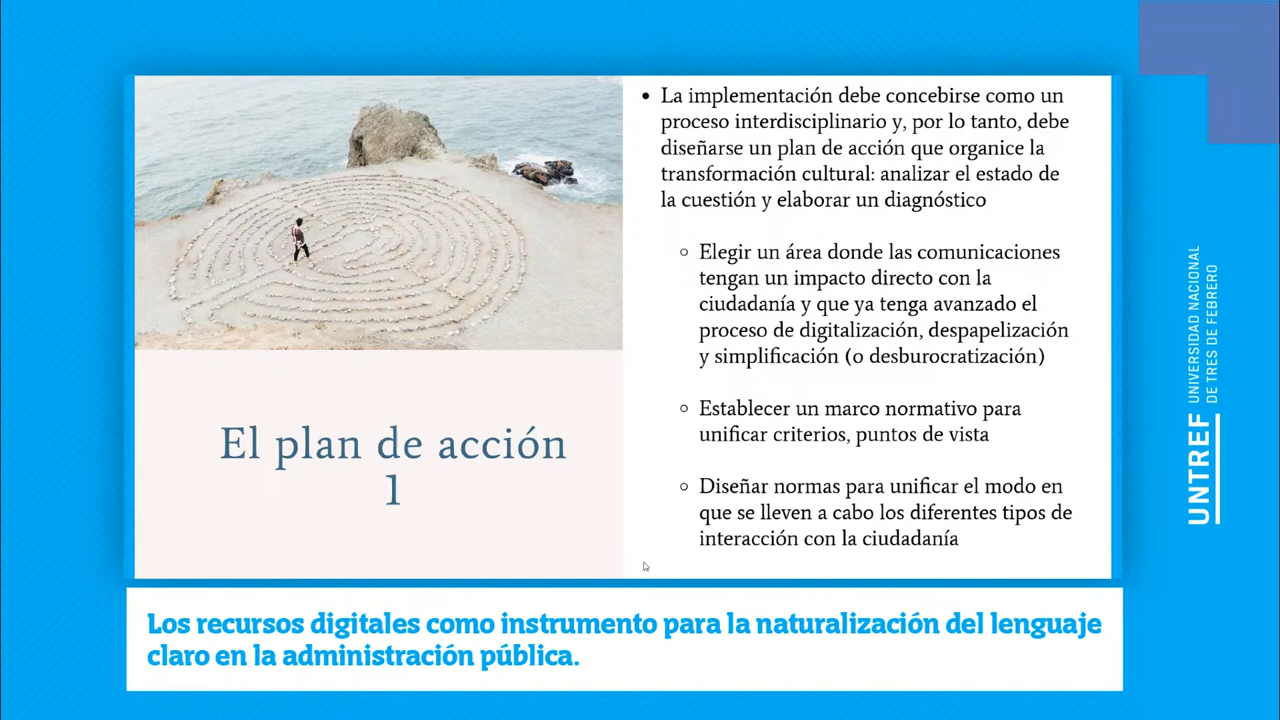 • La implementación debe concebirse como un
proceso interdisciplinario y, por lo tanto, debe
diseñarse un plan de acción que organice la
transformación cultural: analizar el estado de
la cuestión y elaborar un diagnóstico
◦ Elegir un área donde las comunicaciones
tengan un impacto directo con la
ciudadanía y que ya tenga avanzado el
proceso de digitalización, despapelización
y simplificación (o desburocratización)
◦ Establecer un marco normativo para
unificar criterios, puntos de vista
◦ Diseñar normas para unificar el modo en
que se lleven a cabo los diferentes tipos de
interacción con la ciudadanía
El plan de acción
1
Los recursos digitales como instrumento para la naturalización del lenguaje
claro en la administración pública.
UNTREF
UNIVERSIDAD NACIONAL
DE TRES DE FEBRERO